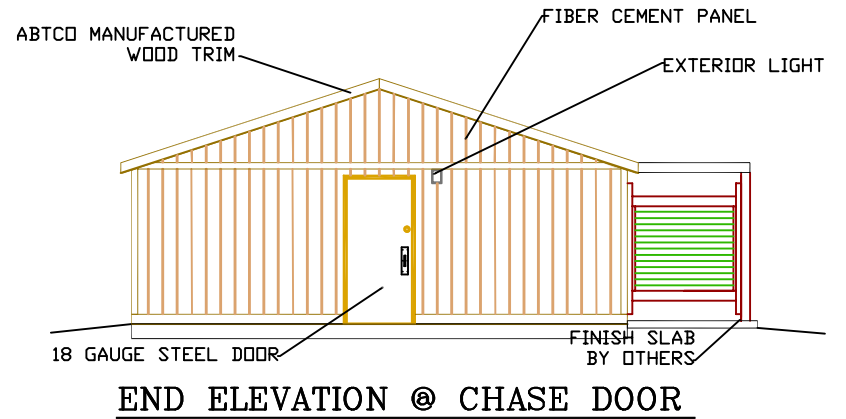 FIBER CEMENT PANEL
ABTCO MANUFACTURED
WOOD TRIM
EXTERIOR LIGHT
18 GAUGE STEEL DOOR
FINISH SLAB
BY OTHERS
END ELEVATION @ CHASE DOOR